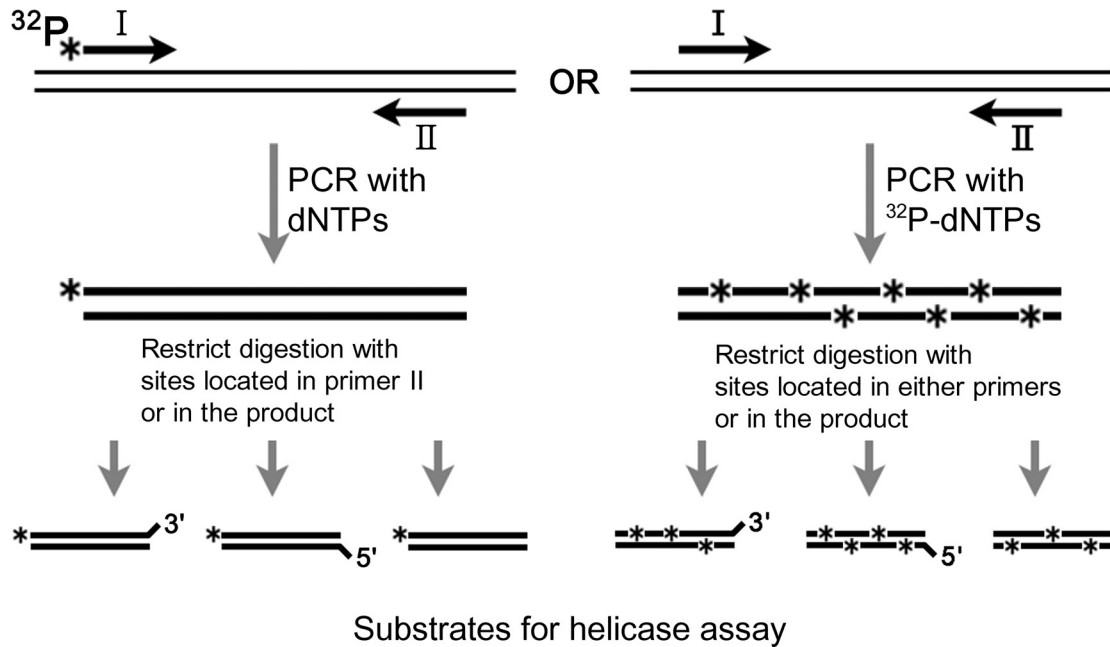 ³²P
*
I
II
OR
I
II
PCR with
dNTPs
PCR with
³²P-dNTPs
*
* * * *
* * *
Restrict digestion with
sites located in primer II
or in the product
Restrict digestion with
sites located in either primers
or in the product
* 3'
* 5'
*
* * * 3'
* * * * 5'
* * *
Substrates for helicase assay